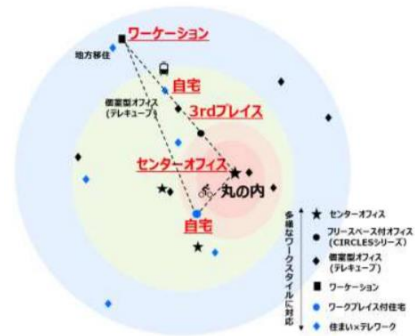 ワーケーション
地方移住
自宅
個室型オフィス
(テレキューブ)
3rdプレイス
センターオフィス
丸の内
自宅
多様なワークスタイルに対応
センターオフィス
フリースペース付オフィス
(CIRCLESシリーズ)
個室型オフィス
(テレキューブ)
ワーケーション
ワークプレイス付住宅
住まい×テレワーク